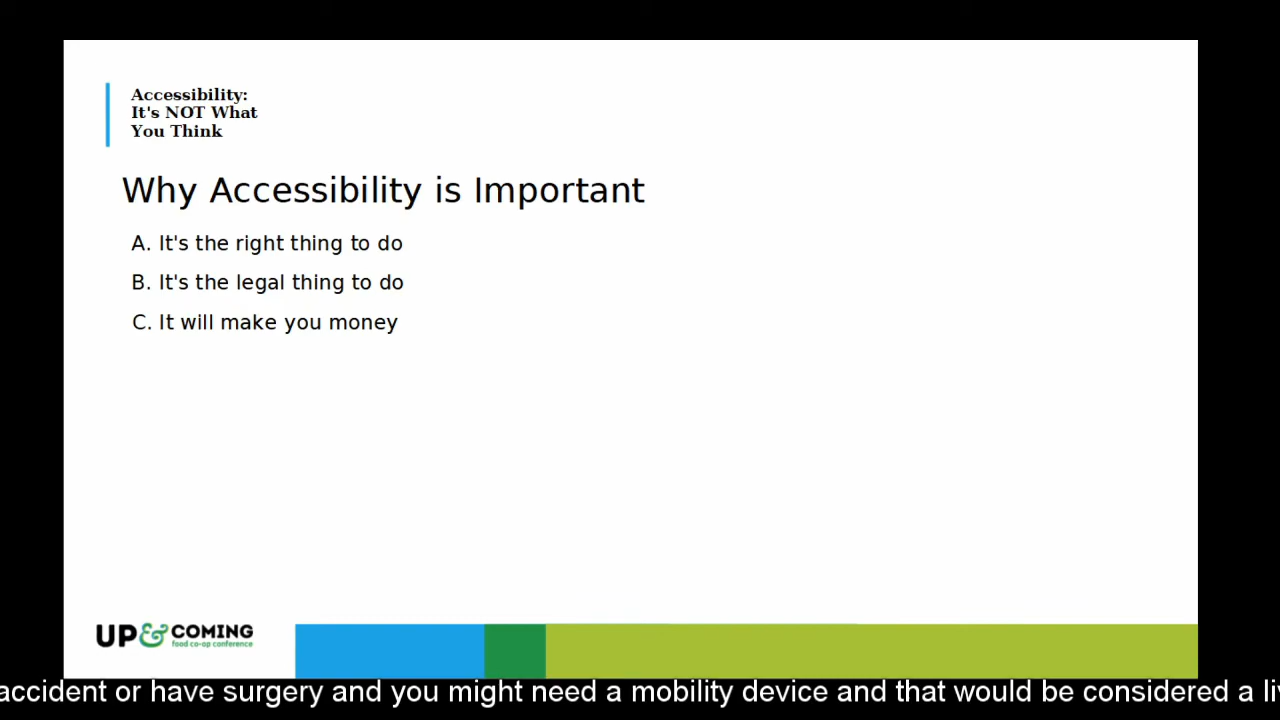 Accessibility:
It's NOT What
You Think
Why Accessibility is Important
A. It's the right thing to do
B. It's the legal thing to do
C. It will make you money
UP & COMING
food co-op conference
accident or have surgery and you might need a mobility device and that would be considered a